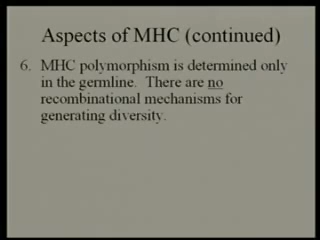 Aspects of MHC (continued)
6. MHC polymorphism is determined only
in the germline. There are no
recombinational mechanisms for
generating diversity.